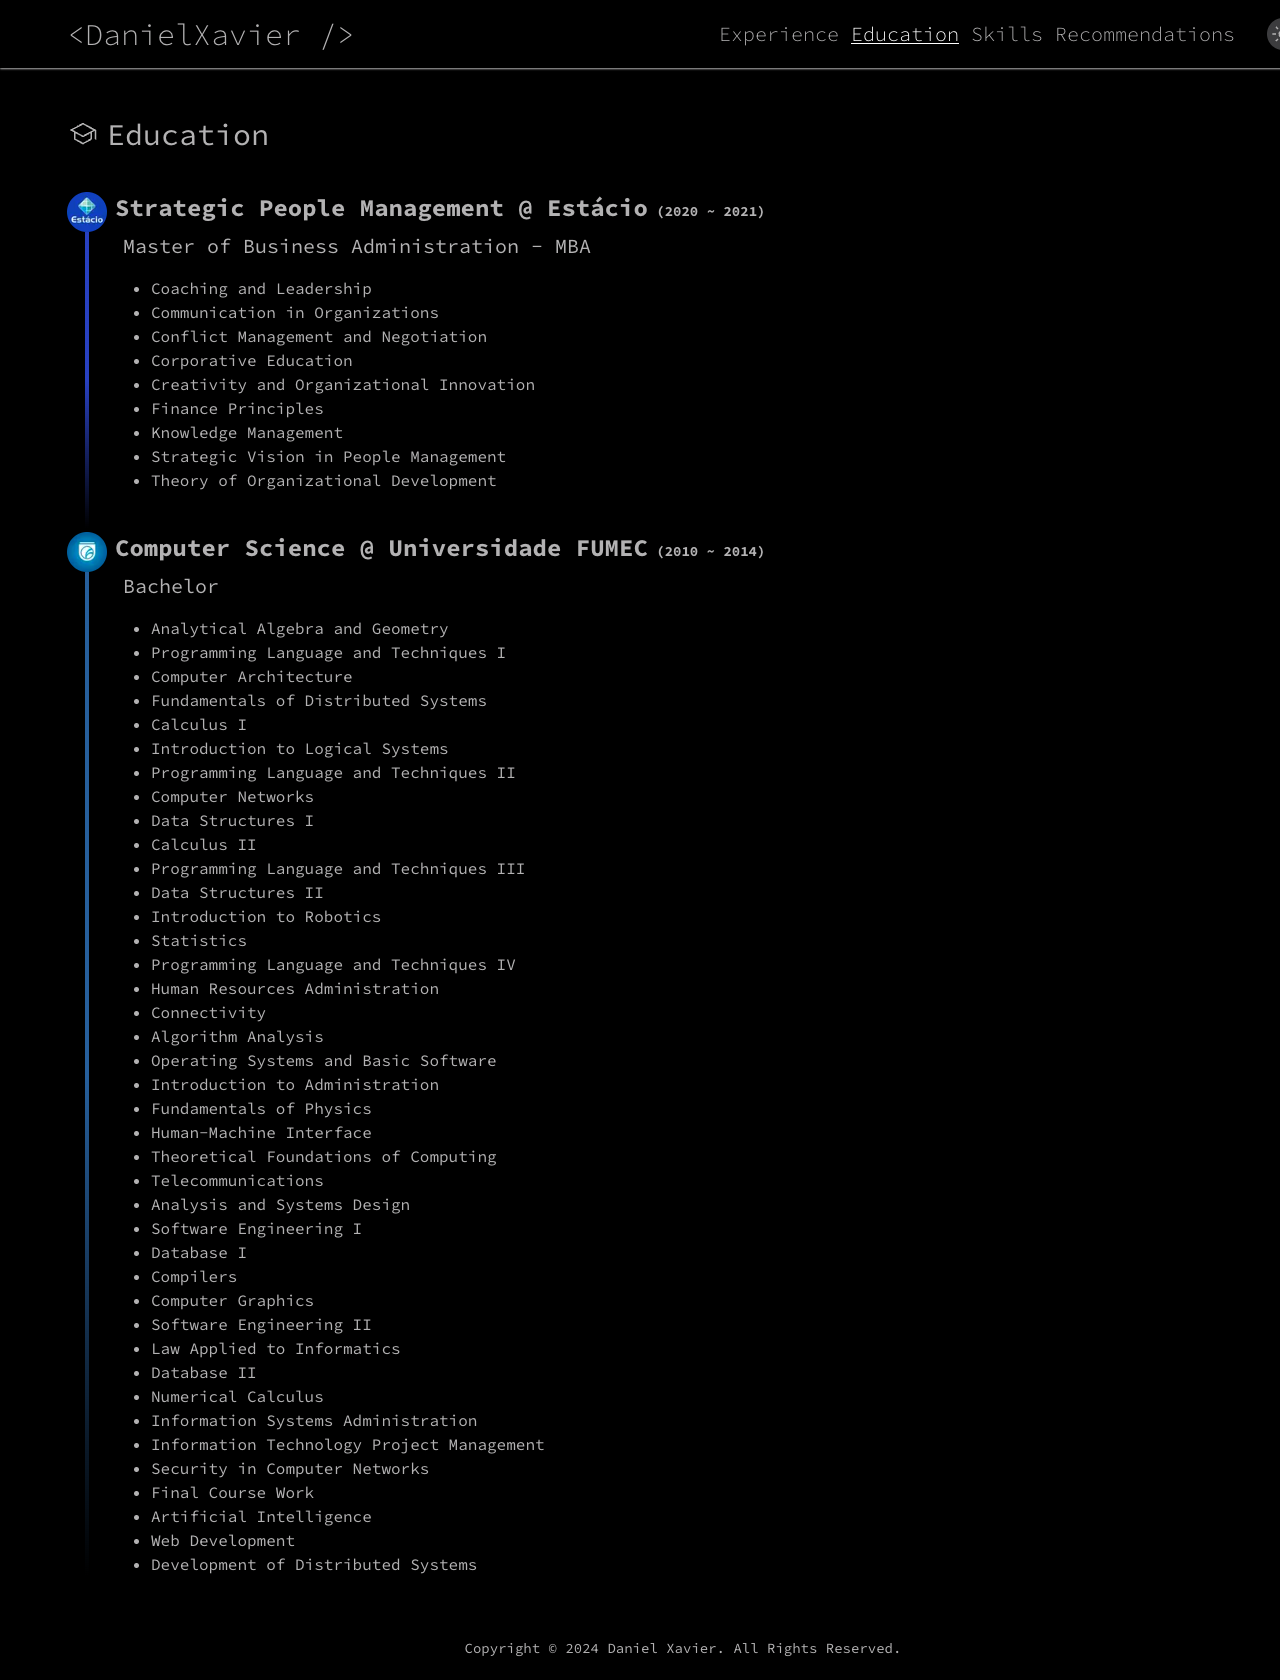 <DanielXavier />
Experience Education Skills Recommendations
Education
Estácio
Strategic People Management @ Estácio (2020 ~ 2021)
Master of Business Administration - MBA
• Coaching and Leadership
• Communication in Organizations
• Conflict Management and Negotiation
• Corporative Education
• Creativity and Organizational Innovation
• Finance Principles
• Knowledge Management
• Strategic Vision in People Management
• Theory of Organizational Development
Computer Science @ Universidade FUMEC (2010 ~ 2014)
Bachelor
• Analytical Algebra and Geometry
• Programming Language and Techniques I
• Computer Architecture
• Fundamentals of Distributed Systems
• Calculus I
• Introduction to Logical Systems
• Programming Language and Techniques II
• Computer Networks
• Data Structures I
• Calculus II
• Programming Language and Techniques III
• Data Structures II
• Introduction to Robotics
• Statistics
• Programming Language and Techniques IV
• Human Resources Administration
• Connectivity
• Algorithm Analysis
• Operating Systems and Basic Software
• Introduction to Administration
• Fundamentals of Physics
• Human-Machine Interface
• Theoretical Foundations of Computing
• Telecommunications
• Analysis and Systems Design
• Software Engineering I
• Database I
• Compilers
• Computer Graphics
• Software Engineering II
• Law Applied to Informatics
• Database II
• Numerical Calculus
• Information Systems Administration
• Information Technology Project Management
• Security in Computer Networks
• Final Course Work
• Artificial Intelligence
• Web Development
• Development of Distributed Systems
Copyright © 2024 Daniel Xavier. All Rights Reserved.